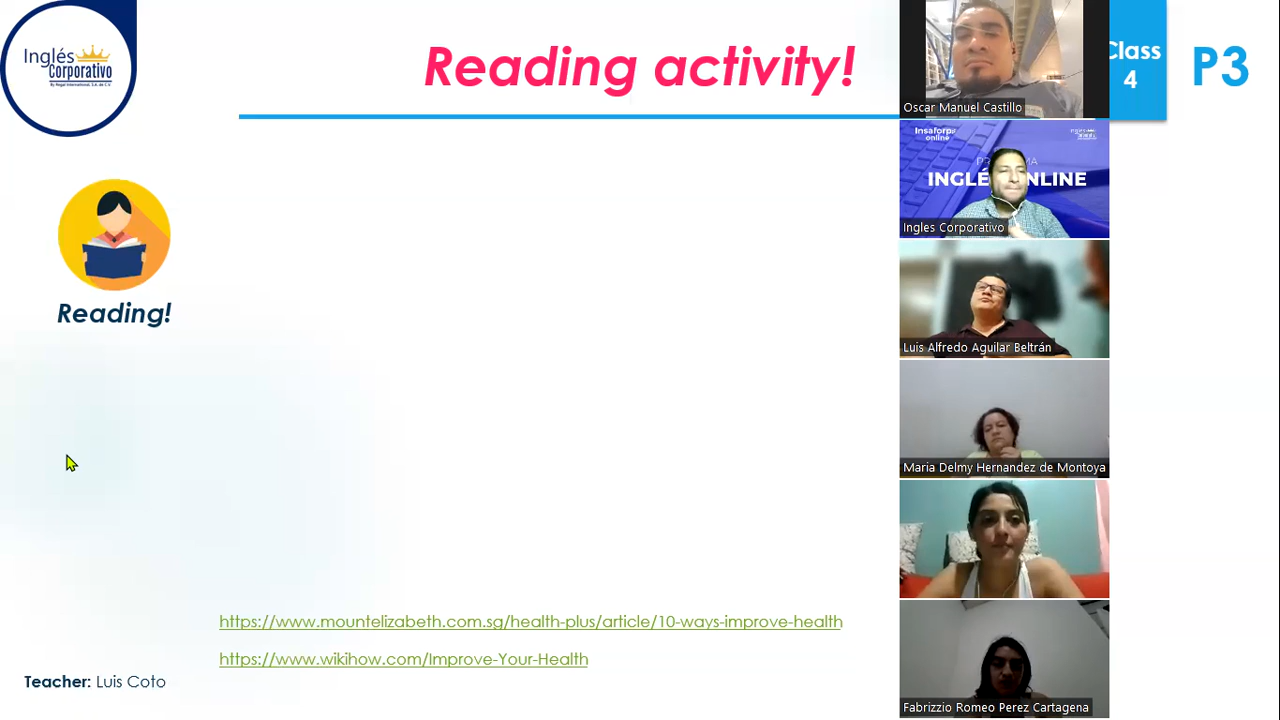 Inglés
Corporativo
By Regal International, S.A. de C.V.
Reading activity!
Class
4
P3
Reading!
https://www.mountelizabeth.com.sg/health-plus/article/10-ways-improve-health
https://www.wikihow.com/Improve-Your-Health
Teacher: Luis Coto
Oscar Manuel Castillo
Insaforp
online
INGLÉ NLINE
Ingles Corporativo
Luis Alfredo Aguilar Beltrán
Maria Delmy Hernandez de Montoya
Fabrizzio Romeo Perez Cartagena